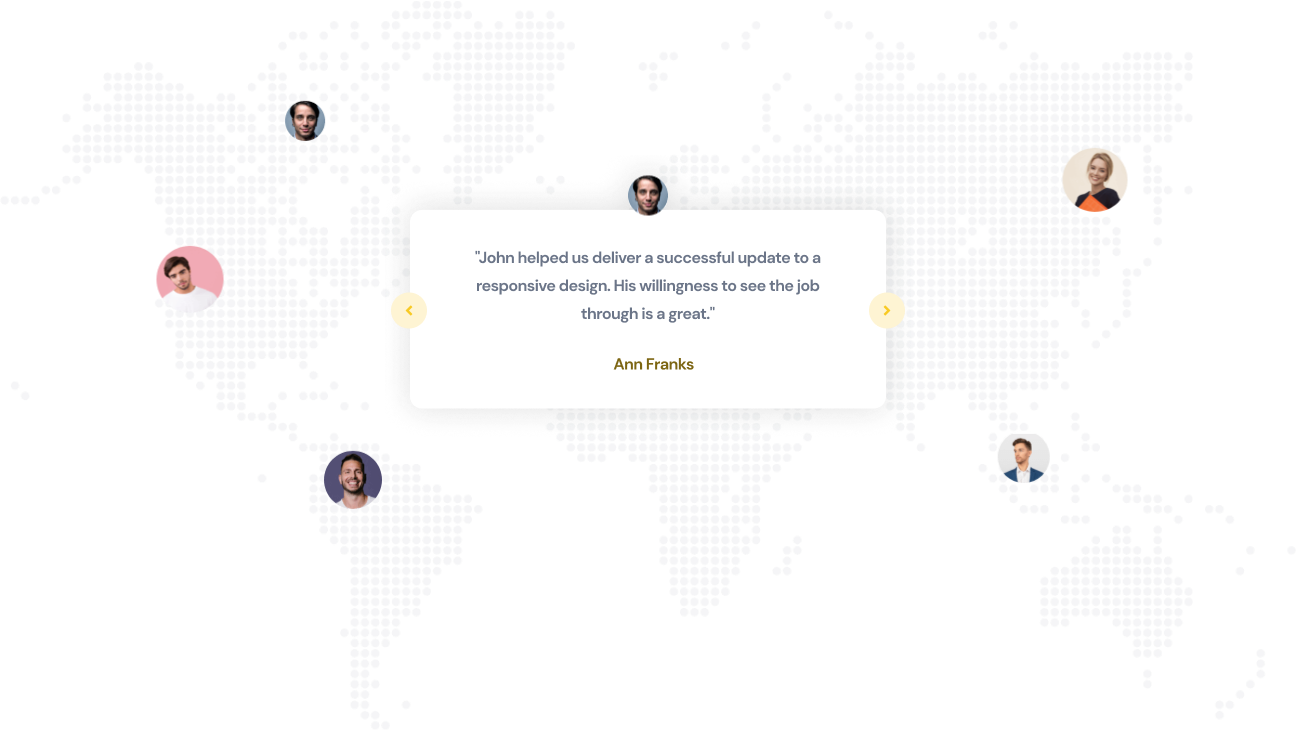 "John helped us deliver a successful update to a
responsive design. His willingness to see the job
through is a great."
Ann Franks